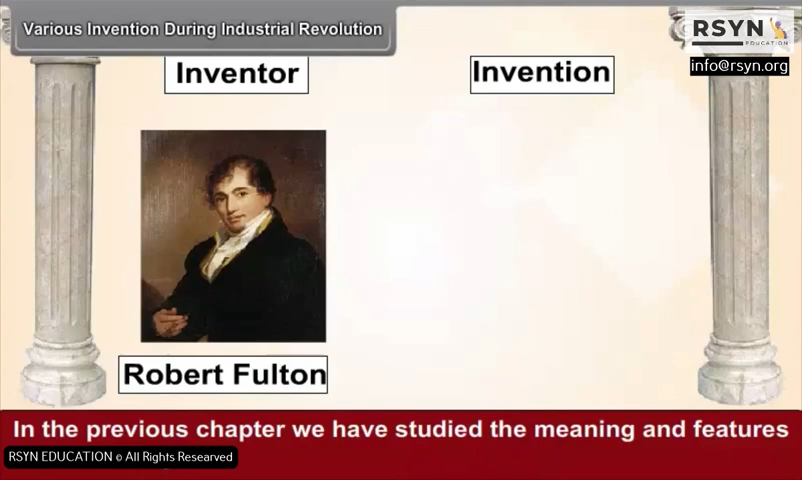 Various Invention During Industrial Revolution
RSYN
EDUCATION
info@rsyn.org
Inventor
Invention
Robert Fulton
In the previous chapter we have studied the meaning and features
RSYN EDUCATION © All Rights Researved